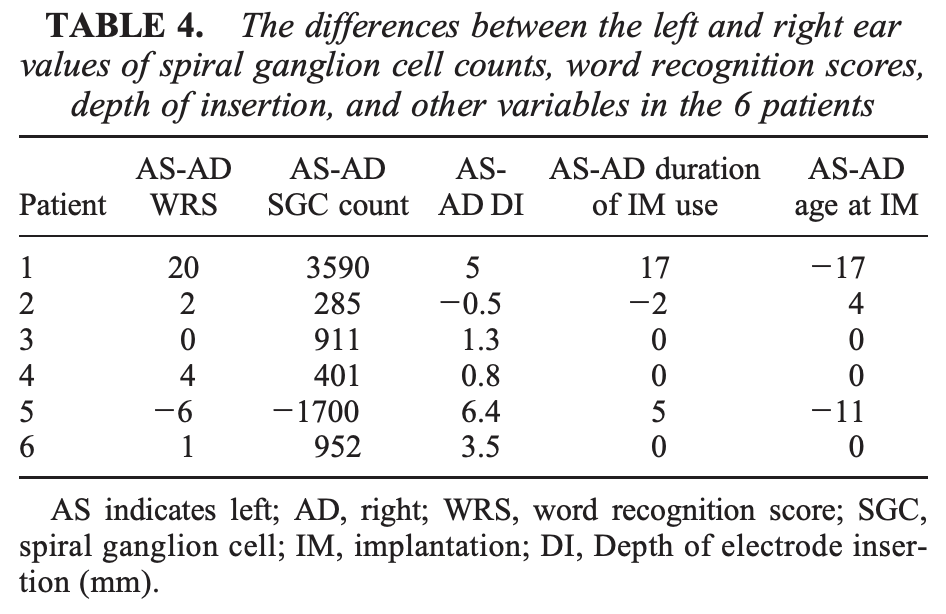 TABLE 4. The differences between the left and right ear
values of spiral ganglion cell counts, word recognition scores,
depth of insertion, and other variables in the 6 patients
AS-AD AS-AD AS- AS-AD duration AS-AD
Patient WRS SGC count AD DI of IM use age at IM
1 20 3590 5 17 −17
2 2 285 −0.5 −2 4
3 0 911 1.3 0 0
4 4 401 0.8 0 0
5 −6 −1700 6.4 5 −11
6 1 952 3.5 0 0
AS indicates left; AD, right; WRS, word recognition score; SGC,
spiral ganglion cell; IM, implantation; DI, Depth of electrode inser-
tion (mm).